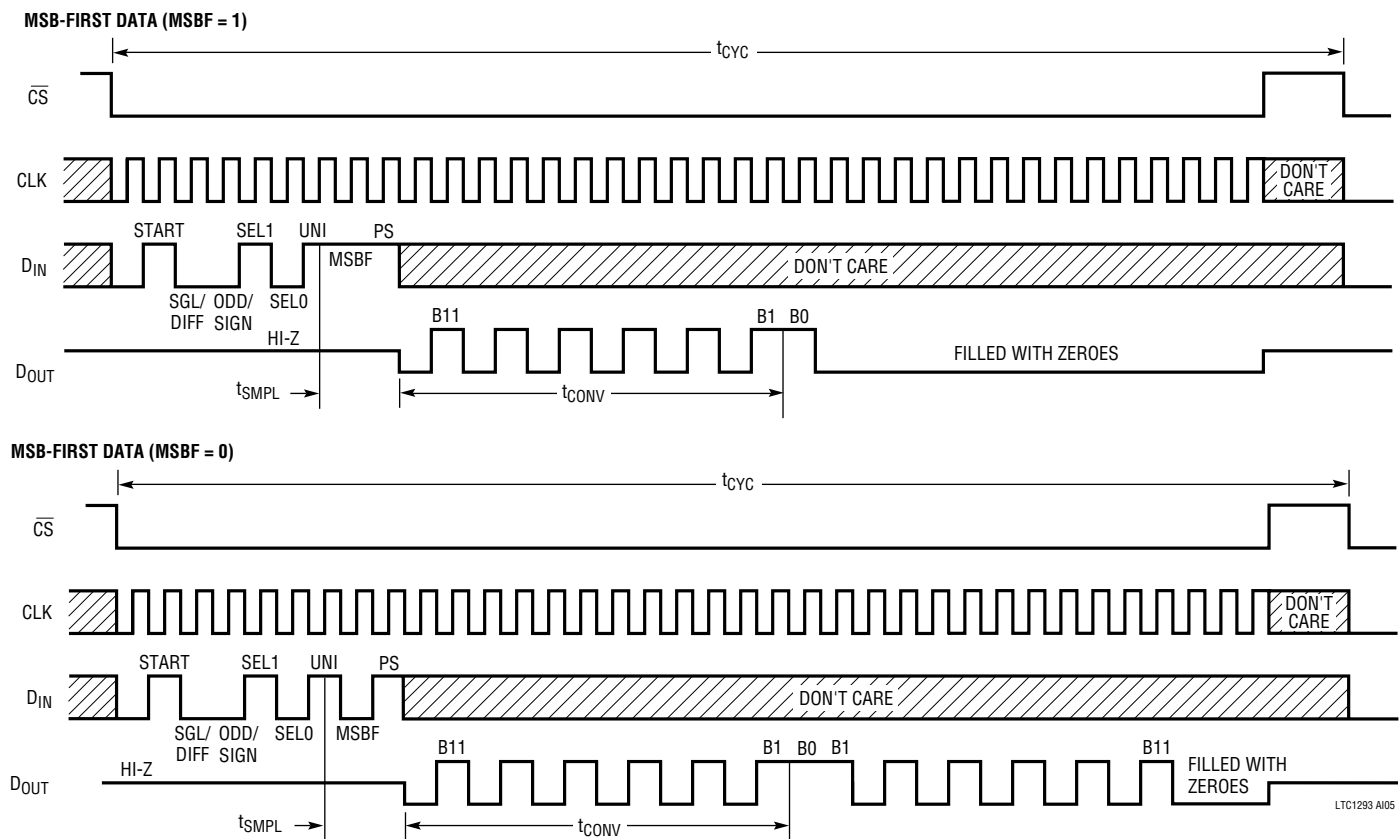 MSB-FIRST DATA (MSBF = 1)
tCYC
CS
CLK
DON'T
CARE
START SEL1 UNI PS
DIN
MSBF
DON'T CARE
SGL/ ODD/ SEL0
DIFF SIGN
B11 B1 B0
HI-Z
FILLED WITH ZEROES
DOUT
tSMPL
tCONV
MSB-FIRST DATA (MSBF = 0)
tCYC
CS
CLK
DON'T
CARE
START SEL1 UNI PS
DIN
DON'T CARE
SGL/ ODD/ SEL0 MSBF
DIFF SIGN
B11 B1 B0 B1 B11
HI-Z
FILLED WITH
ZEROES
DOUT
LTC1293 AI05
tSMPL
tCONV